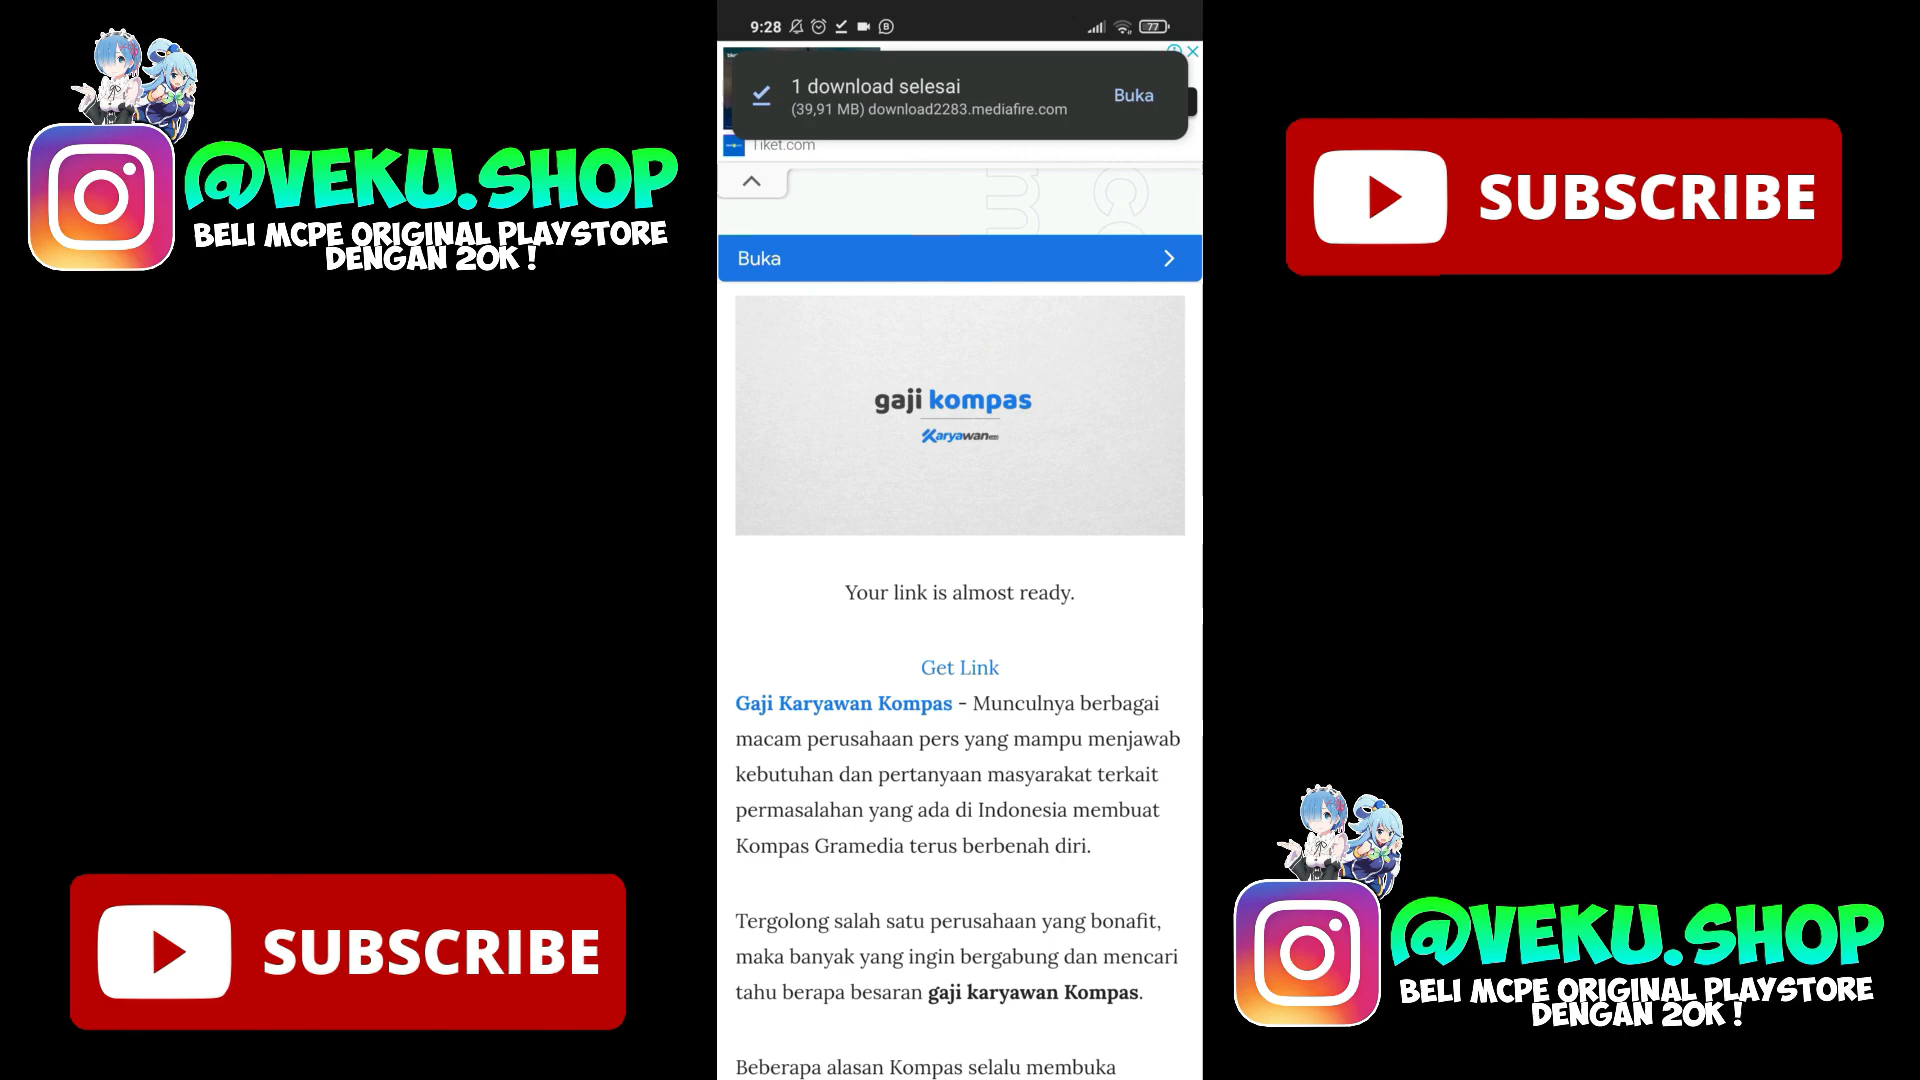 @VEKU.SHOP
BELI MCPE ORIGINAL PLAYSTORE
DENGAN 20K !
SUBSCRIBE
9:28
77
1 download selesai
(39,91 MB) download2283.mediafire.com
Buka
Tiket.com
Buka
gaji kompas
Karyawan
Your link is almost ready.
Get Link
Gaji Karyawan Kompas - Munculnya berbagai
macam perusahaan pers yang mampu menjawab
kebutuhan dan pertanyaan masyarakat terkait
permasalahan yang ada di Indonesia membuat
Kompas Gramedia terus berbenah diri.
Tergolong salah satu perusahaan yang bonafit,
maka banyak yang ingin bergabung dan mencari
tahu berapa besaran gaji karyawan Kompas.
Beberapa alasan Kompas selalu membuka
SUBSCRIBE
@VEKU.SHOP
BELI MCPE ORIGINAL PLAYSTORE
DENGAN 20K !